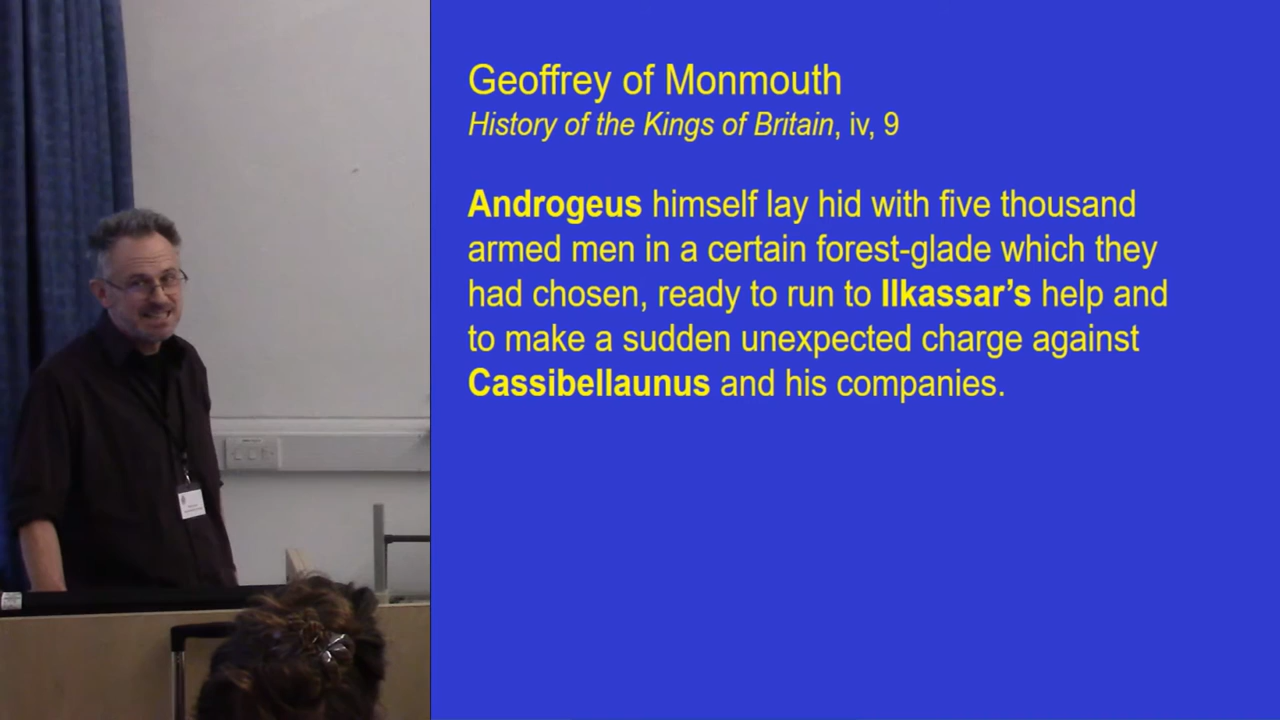 Geoffrey of Monmouth
History of the Kings of Britain, iv, 9
Androgeus himself lay hid with five thousand
armed men in a certain forest-glade which they
had chosen, ready to run to Ilkassar’s help and
to make a sudden unexpected charge against
Cassibellaunus and his companies.